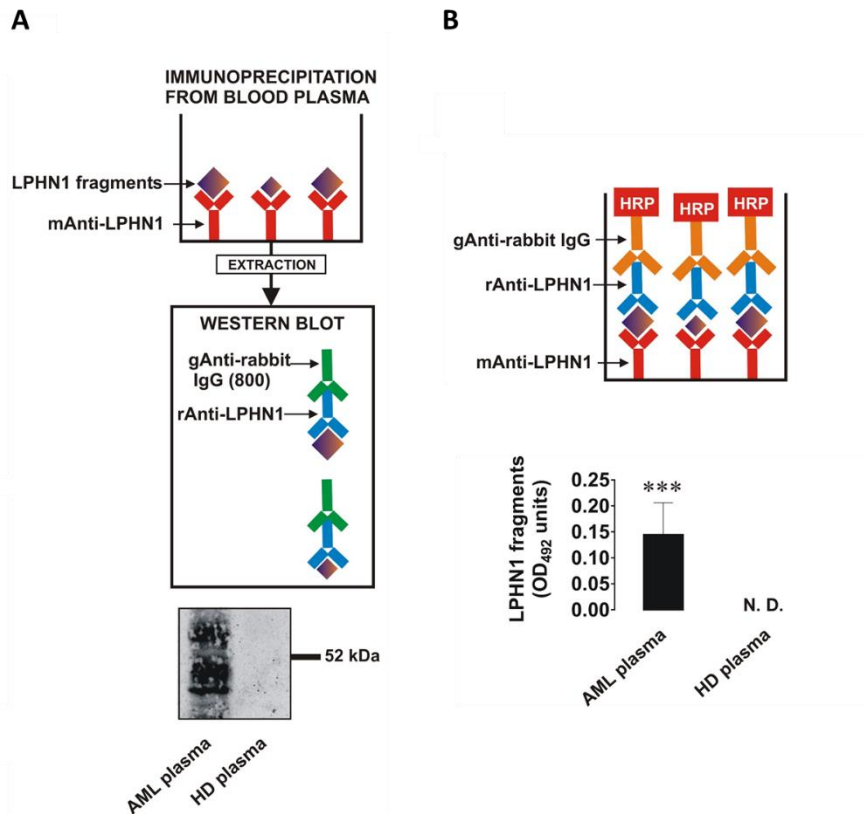 A
IMMUNOPRECIPITATION
FROM BLOOD PLASMA
LPHN1 fragments
mAnti-LPHN1
EXTRACTION
WESTERN BLOT
gAnti-rabbit
IgG (800)
rAnti-LPHN1
52 kDa
AML plasma
HD plasma
B
HRP
HRP
HRP
gAnti-rabbit IgG
rAnti-LPHN1
mAnti-LPHN1
LPHN1 fragments
(OD492 units)
0.25
0.20
0.15
0.10
0.05
0.00
***
N. D.
AML plasma
HD plasma